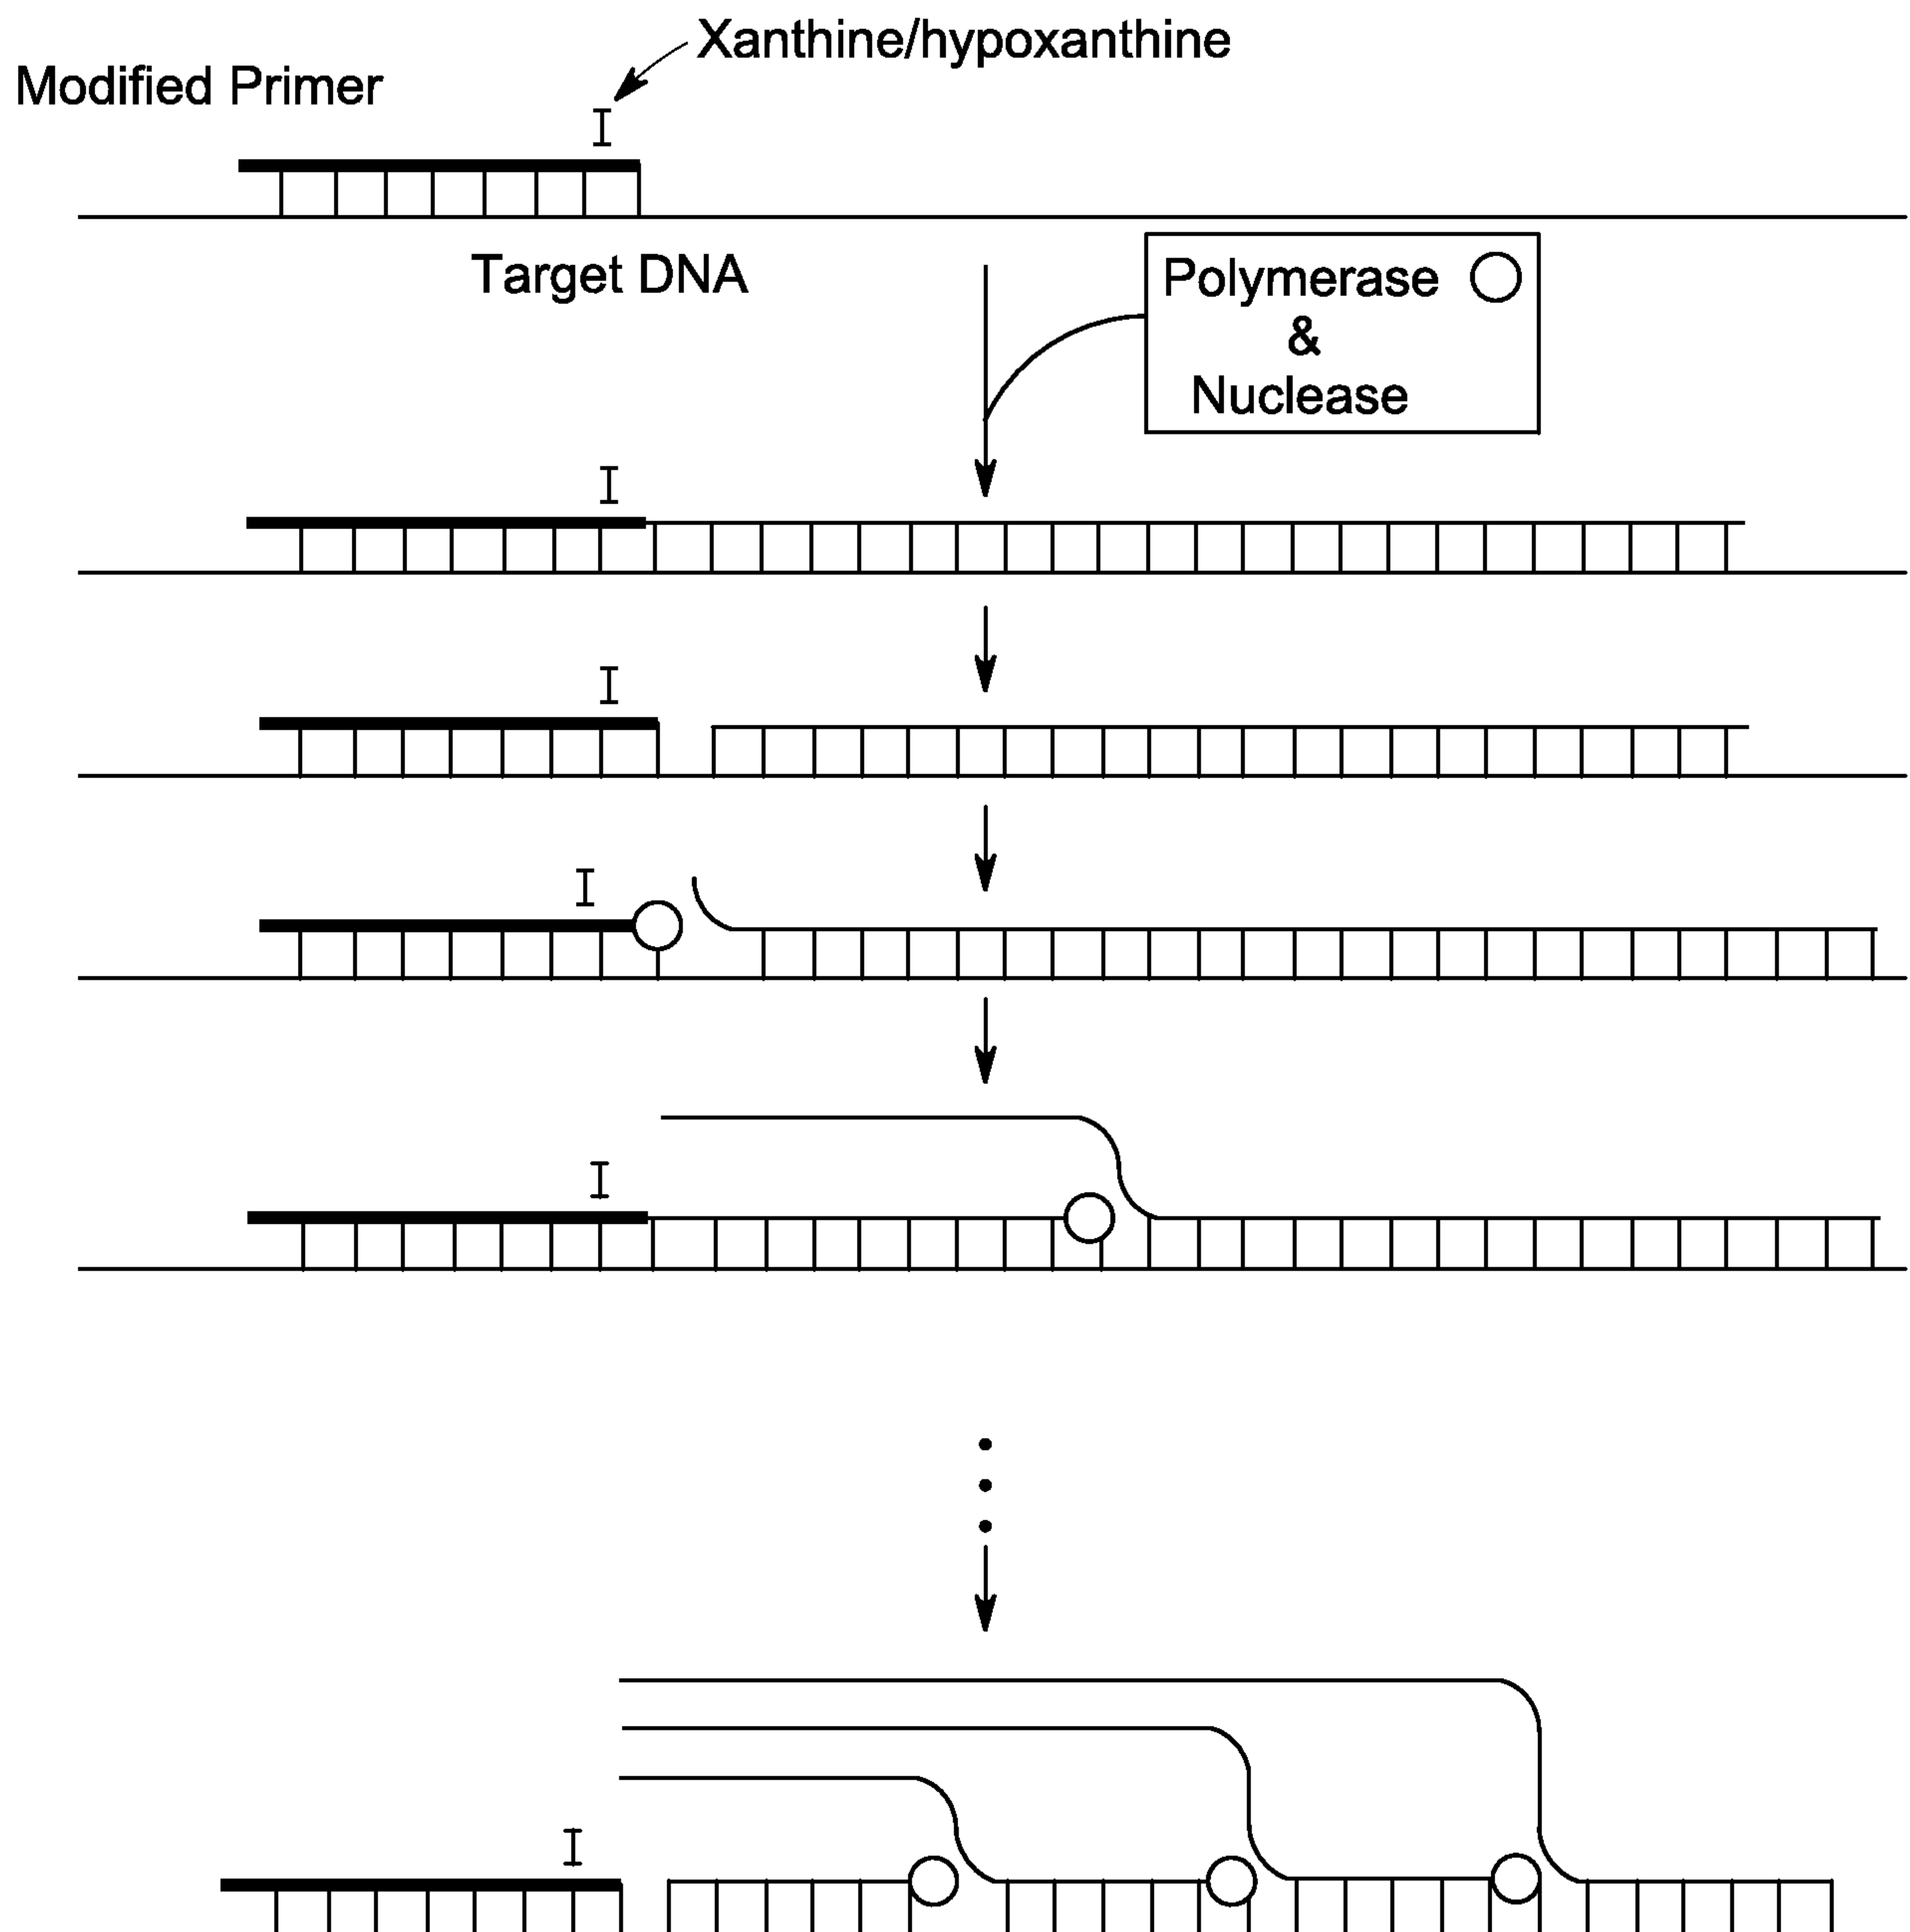 Xanthine/hypoxanthine
Modified Primer
I
Target DNA
Polymerase
&
Nuclease
I
I
I
I
I